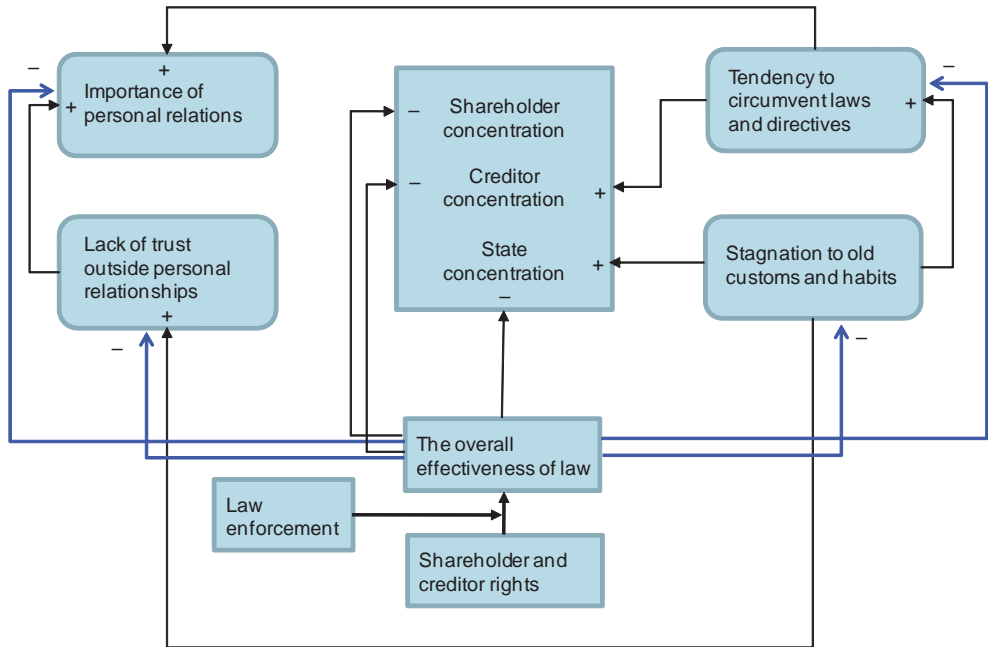 +
Importance of
personal relations
–
+
Shareholder
concentration
–
Creditor
concentration
–
+
State
concentration
+
–
Tendency to
circumvent laws
and directives
–
+
Lack of trust
outside personal
relationships
+
–
Stagnation to old
customs and habits
–
The overall
effectiveness of law
Law
enforcement
Shareholder and
creditor rights